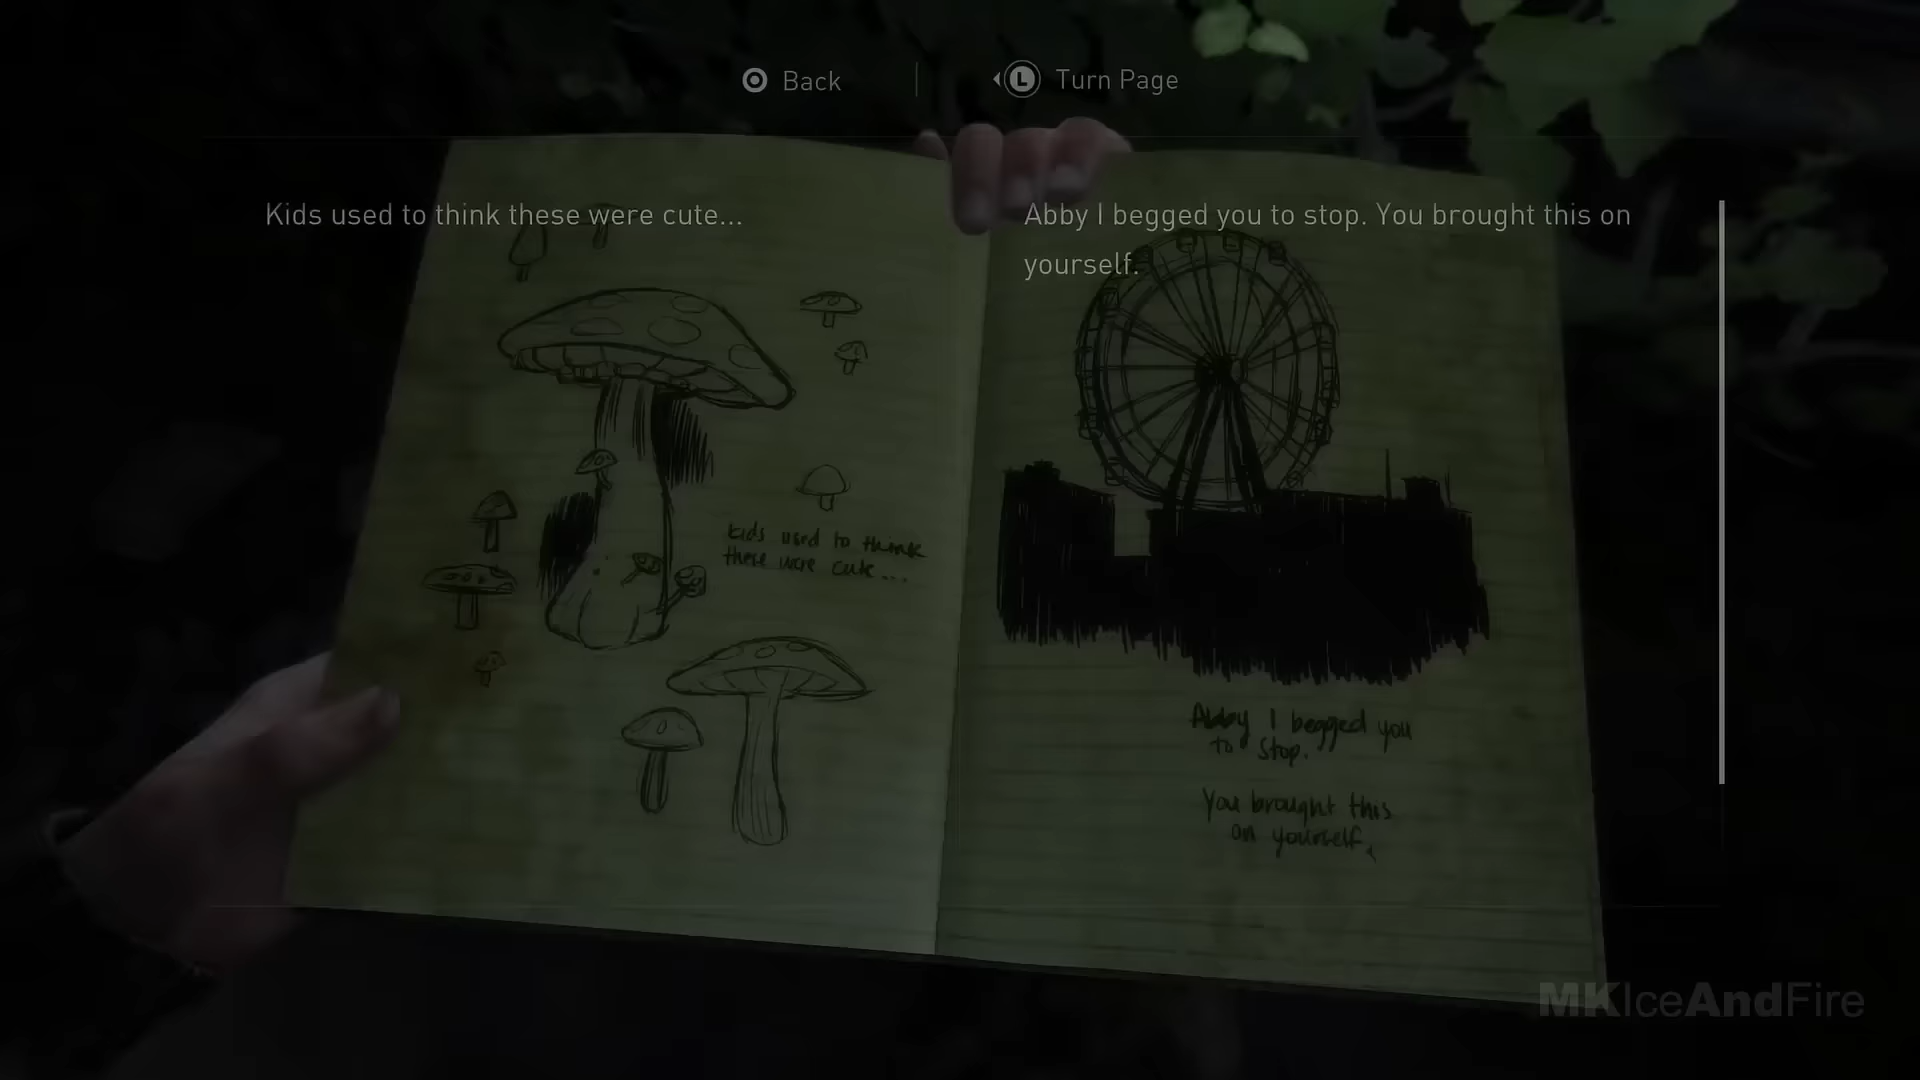 Back
L Turn Page
Kids used to think these were cute...
Abby I begged you to stop. You brought this on
yourself.
kids used to think
these were cute...
Abby I begged you
to stop.
You brought this
on yourself.
MKIceAndFire